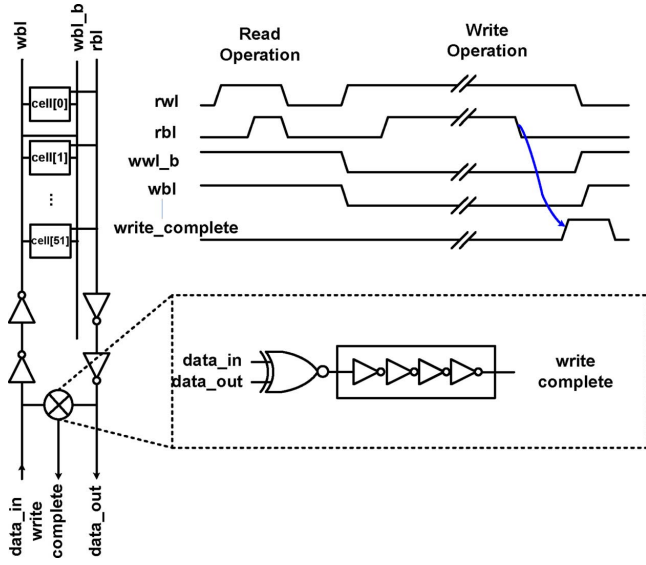 wbl
wbl_b
rbl
Read
Operation
Write
Operation
cell[0]
cell[1]
...
cell[51]
rwl
rbl
wwl_b
wbl
write_complete
data_in
data_out
write
complete
data_in
write
complete
data_out